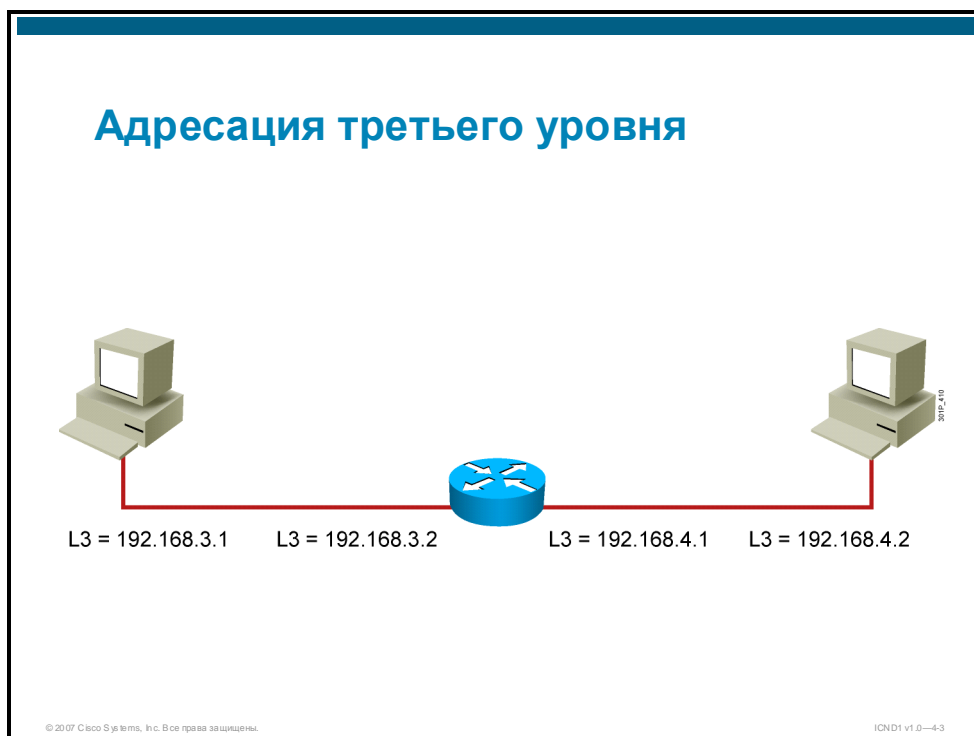 Адресация третьего уровня
301P_410
L3 = 192.168.3.1 L3 = 192.168.3.2 L3 = 192.168.4.1 L3 = 192.168.4.2
© 2007 Cisco Systems, Inc. Все права защищены. ICND1 v1.0—4-3